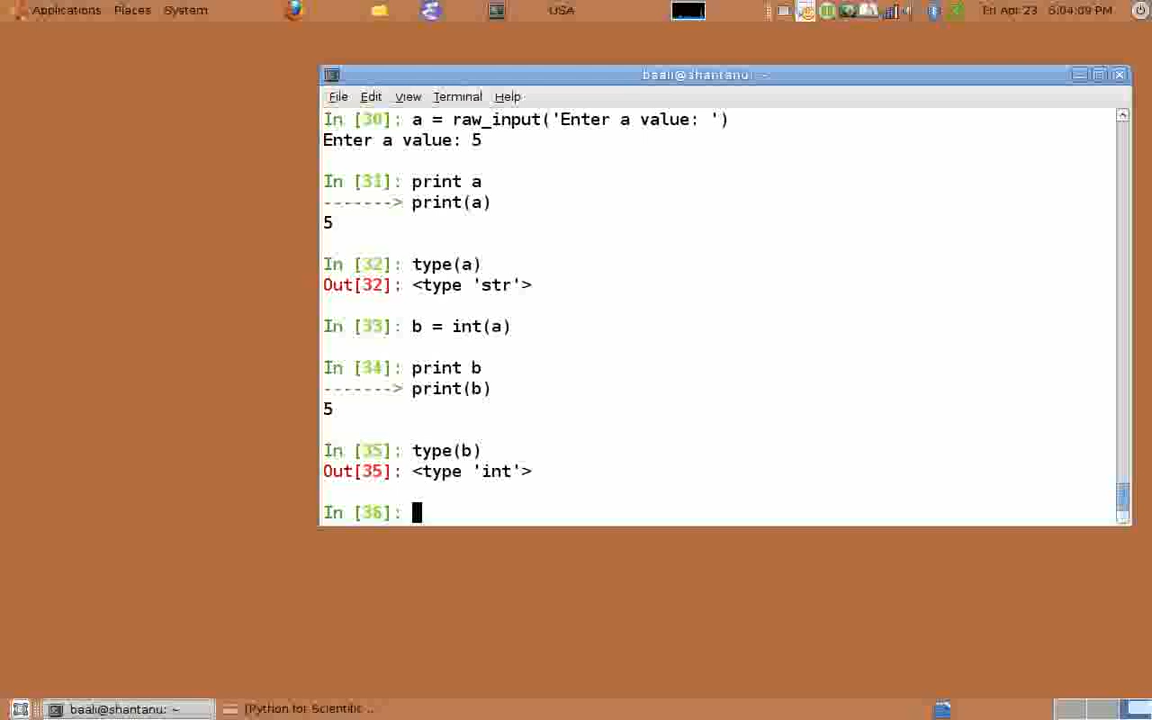 Applications Places System USA Fri Apr 23 6:04:09 PM
baali@shantanu: ~
File Edit View Terminal Help
In [30]: a = raw_input('Enter a value: ')
Enter a value: 5
In [31]: print a
-------> print(a)
5
In [32]: type(a)
Out[32]: <type 'str'>
In [33]: b = int(a)
In [34]: print b
-------> print(b)
5
In [35]: type(b)
Out[35]: <type 'int'>
In [36]:
baali@shantanu: ~ [Python for Scientific ...